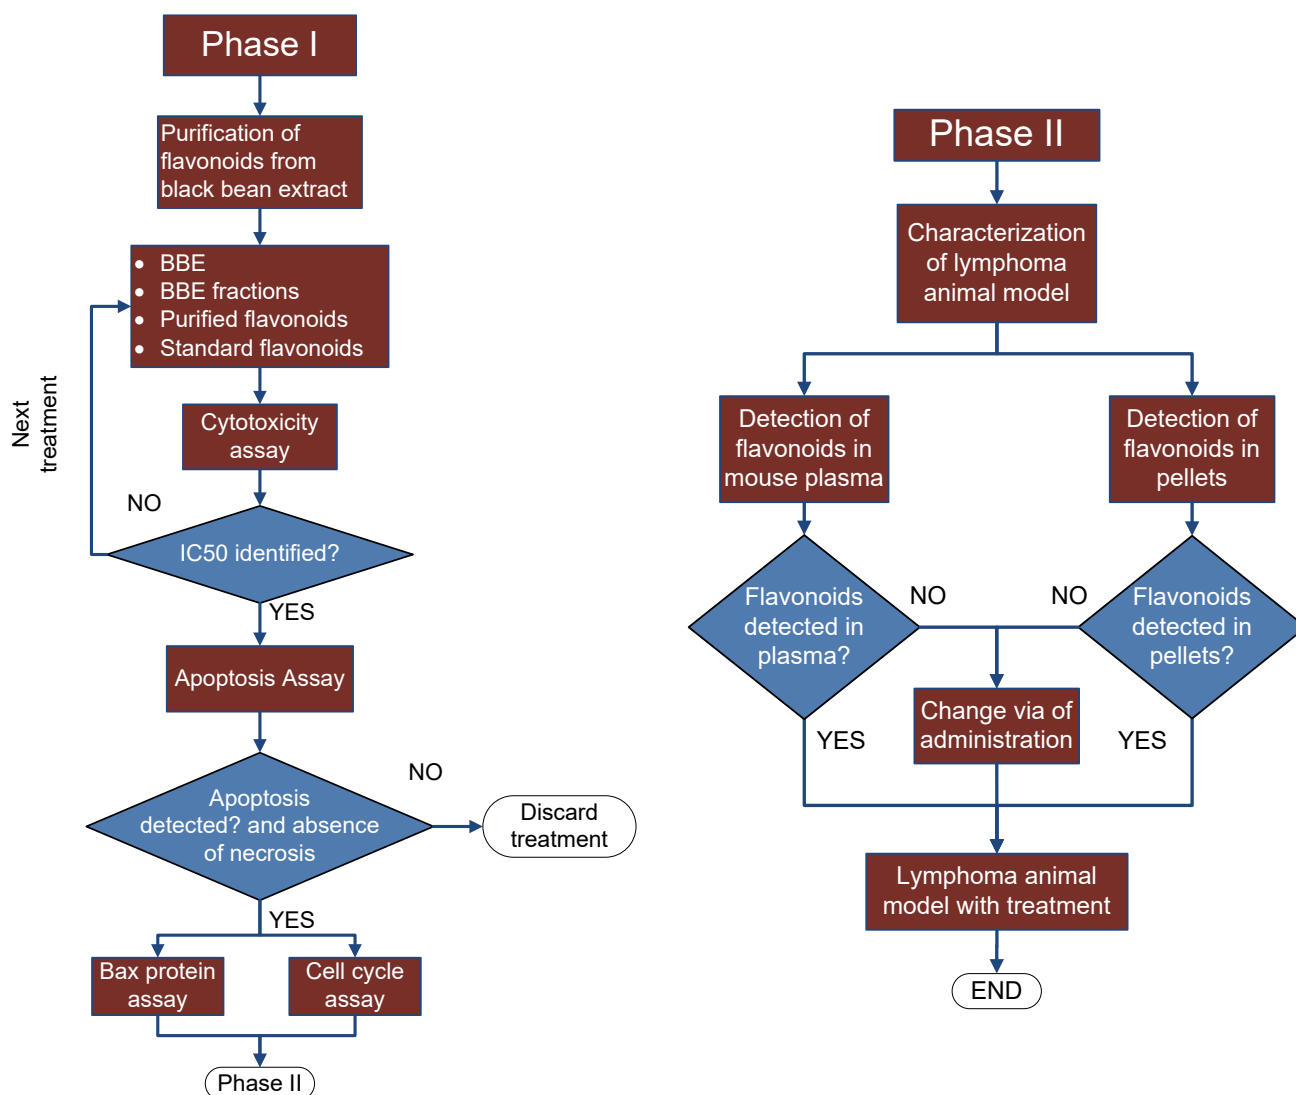 Phase I
Purification of
flavonoids from
black bean extract
• BBE
• BBE fractions
• Purified flavonoids
• Standard flavonoids
Next
treatment
Cytotoxicity
assay
NO
IC50 identified?
YES
Apoptosis Assay
NO
Apoptosis
detected? and absence
of necrosis
Discard
treatment
YES
Bax protein
assay
Cell cycle
assay
Phase II
Phase II
Characterization
of lymphoma
animal model
Detection of
flavonoids in
mouse plasma
Detection of
flavonoids in
pellets
Flavonoids
detected in
plasma?
NO
NO
Flavonoids
detected in
pellets?
Change via of
administration
YES
YES
Lymphoma animal
model with treatment
END